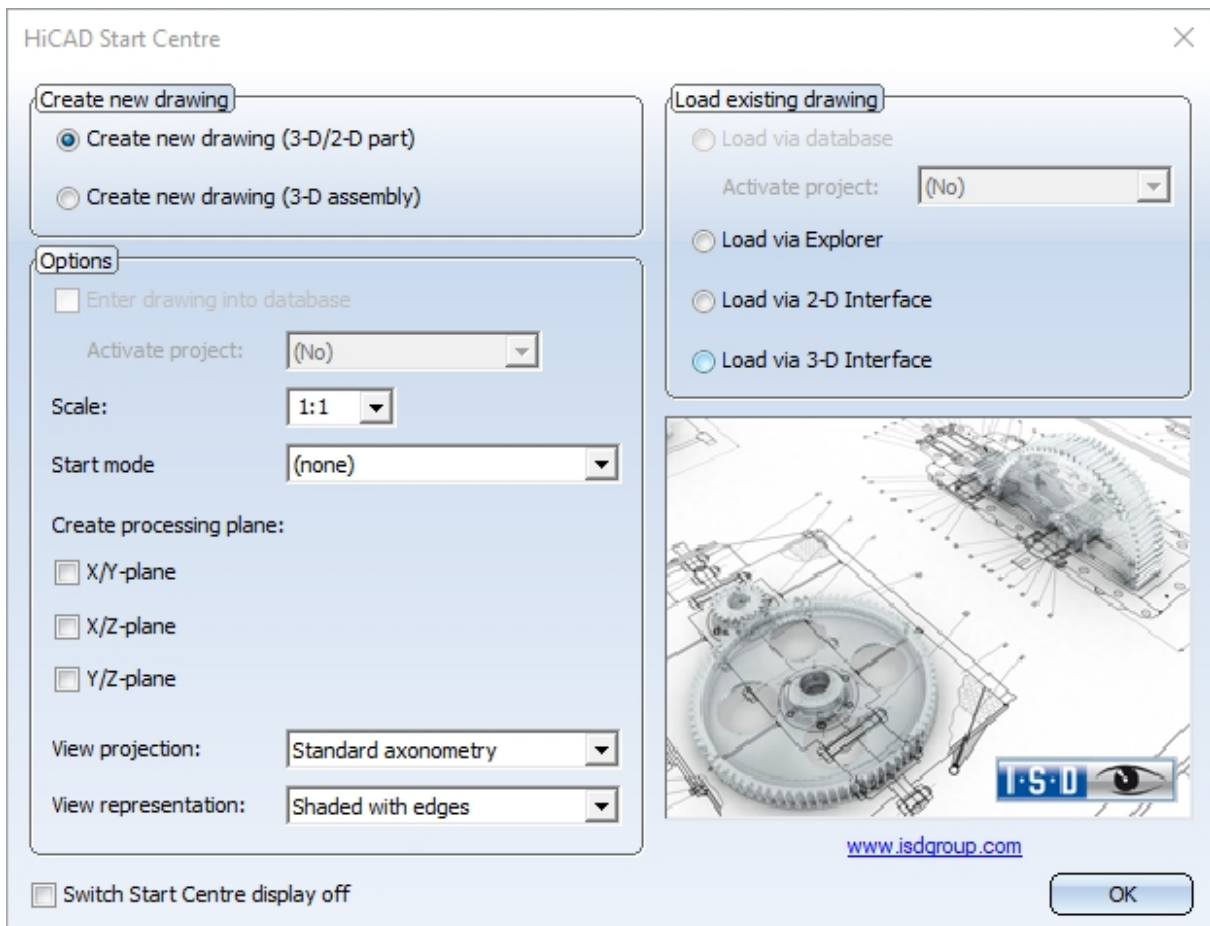 HiCAD Start Centre
Create new drawing
Create new drawing (3-D/2-D part)
Create new drawing (3-D assembly)
Options
Enter drawing into database
Activate project:
(No)
Scale:
1:1
Start mode
(none)
Create processing plane:
X/Y-plane
X/Z-plane
Y/Z-plane
View projection:
Standard axonometry
View representation:
Shaded with edges
Switch Start Centre display off
Load existing drawing
Load via database
Activate project:
(No)
Load via Explorer
Load via 2-D Interface
Load via 3-D Interface
I·S·D
www.isdgroup.com
OK